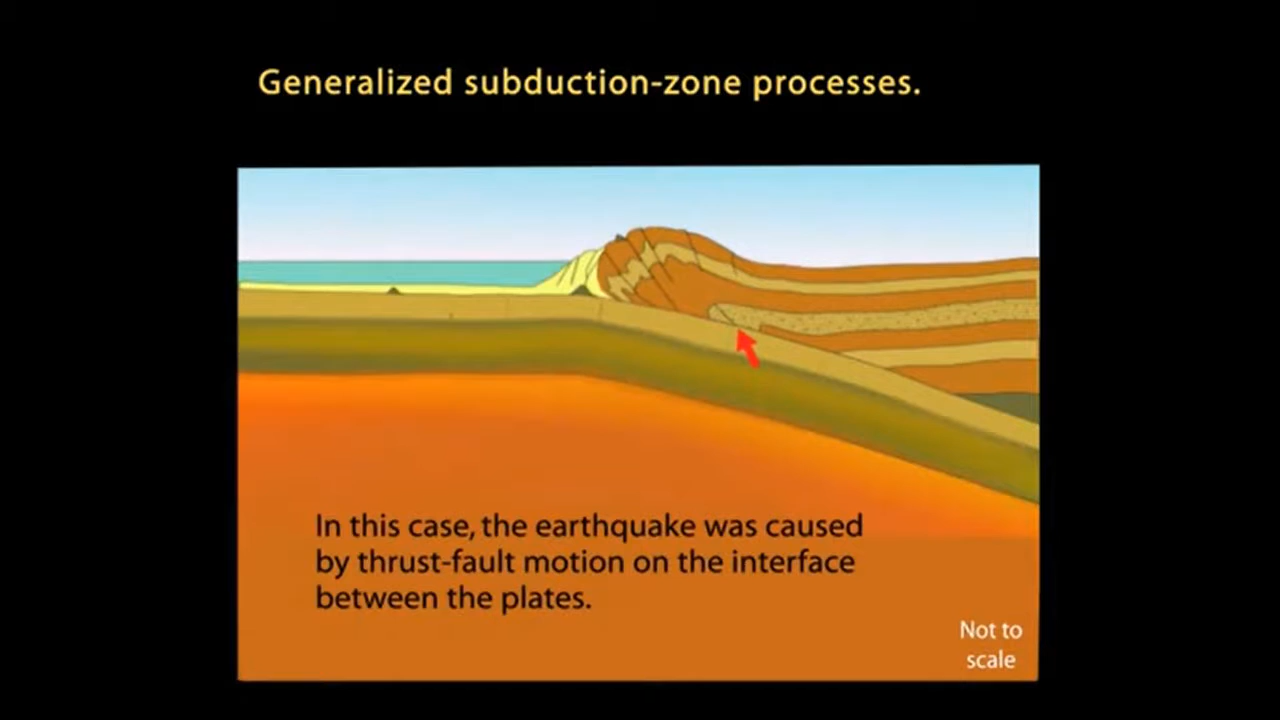 Generalized subduction-zone processes.
In this case, the earthquake was caused
by thrust-fault motion on the interface
between the plates.
Not to
scale